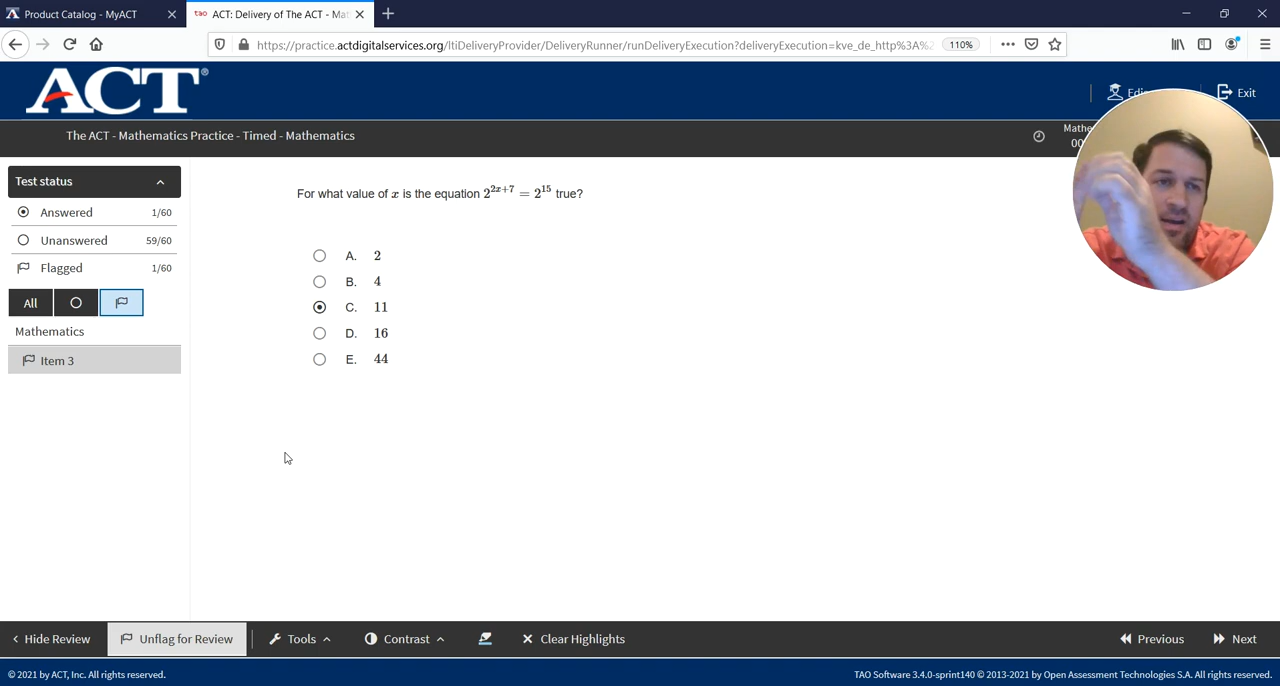 Product Catalog - MyACT
tao ACT: Delivery of The ACT - Mat
https://practice.actdigitalservices.org/ltiDeliveryProvider/DeliveryRunner/runDeliveryExecution?deliveryExecution=kve_de_http%3A%2
110%
ACT®
Exit
The ACT - Mathematics Practice - Timed - Mathematics
Mathe
00
Test status
Answered 1/60
Unanswered 59/60
Flagged 1/60
All
Mathematics
Item 3
For what value of x is the equation 2^{2x+7} = 2^{15} true?
A. 2
B. 4
C. 11
D. 16
E. 44
Hide Review
Unflag for Review
Tools
Contrast
Clear Highlights
Previous
Next
© 2021 by ACT, Inc. All rights reserved.
TAO Software 3.4.0-sprint140 © 2013-2021 by Open Assessment Technologies S.A. All rights reserved.